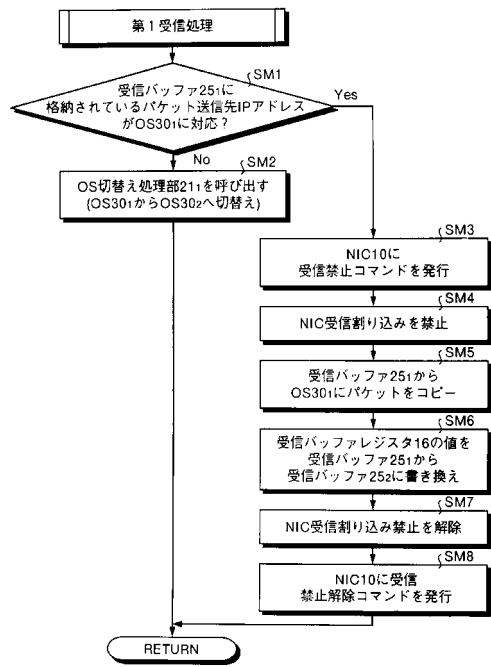 第1受信処理
SM1
受信バッファ25₁に
格納されているパケット送信先IPアドレス
がOS30₁に対応？
Yes
No
SM2
OS切替え処理部21₁を呼び出す
(OS30₁からOS30₂へ切替え)
SM3
NIC10に
受信禁止コマンドを発行
SM4
NIC受信割り込みを禁止
SM5
受信バッファ25₁から
OS30₁にパケットをコピー
SM6
受信バッファレジスタ16の値を
受信バッファ25₁から
受信バッファ25₂に書き換え
SM7
NIC受信割り込み禁止を解除
SM8
NIC10に受信
禁止解除コマンドを発行
RETURN